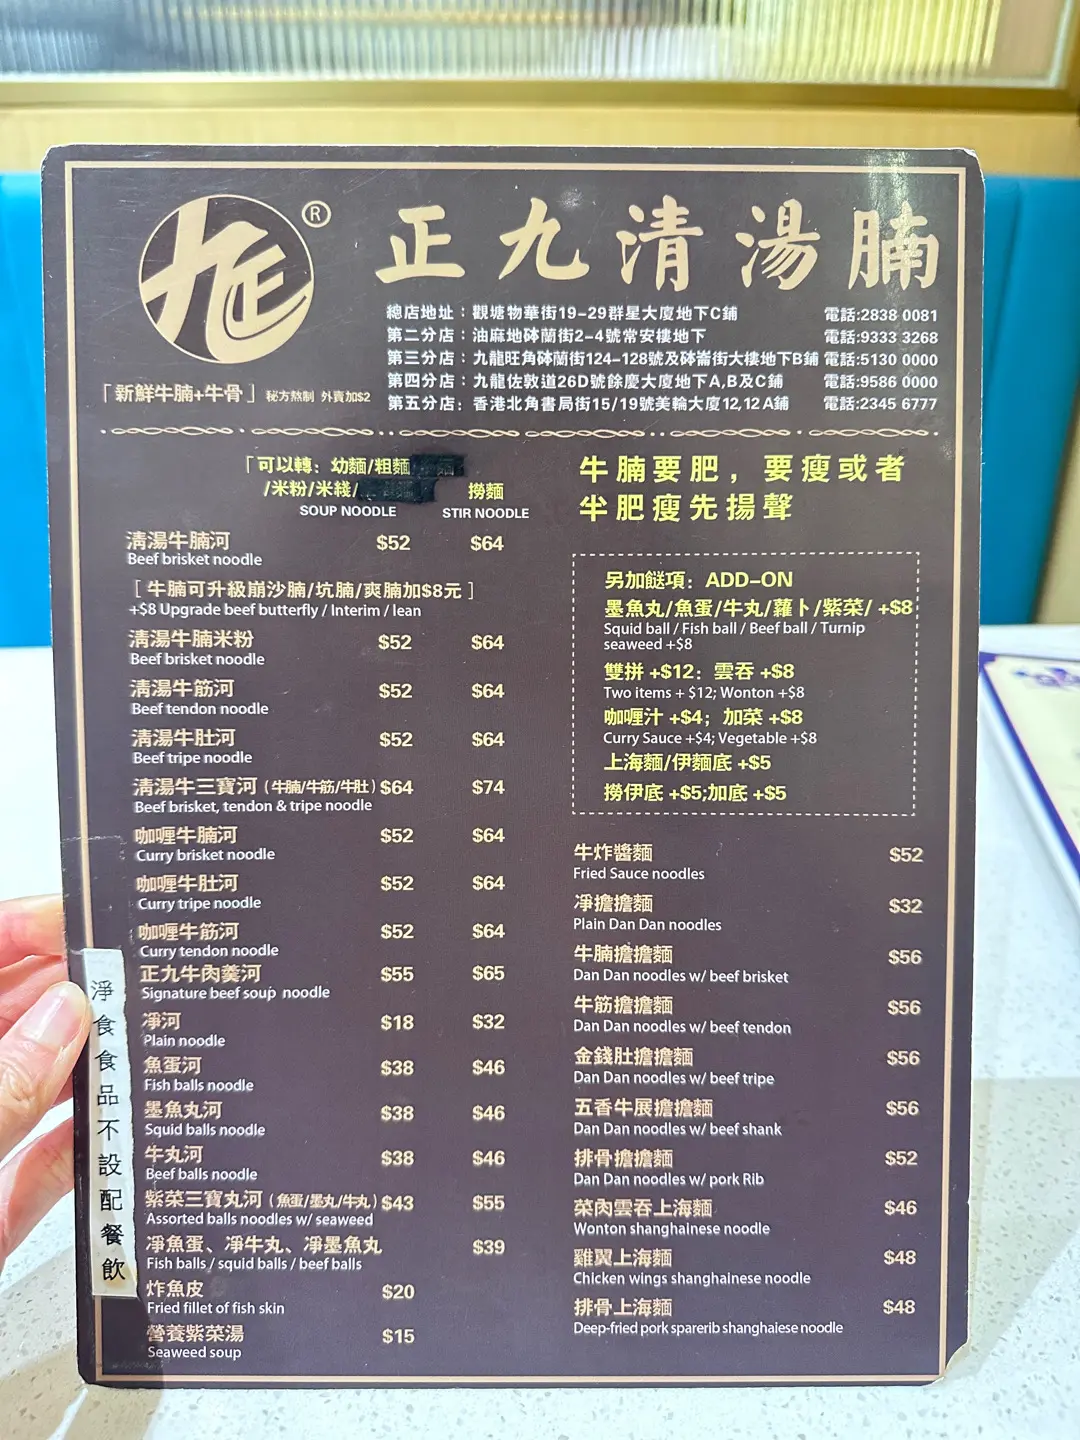 九正 ®
正九清湯腩
總店地址：觀塘物華街19-29群星大廈地下C鋪 電話:2838 0081
第二分店：油麻地砵蘭街2-4號常安樓地下 電話:9333 3268
第三分店：九龍旺角砵蘭街124-128號及砵崙街大樓地下B鋪 電話:5130 0000
第四分店：九龍佐敦道26D號餘慶大廈地下A,B及C鋪 電話:9586 0000
第五分店：香港北角書局街15/19號美輪大廈12,12A鋪 電話:2345 6777
「新鮮牛腩+牛骨」秘方熬制 外賣加$2
「可以轉：幼麵/粗麵
/米粉/米綫/
SOUP NOODLE
撈麵
STIR NOODLE
清湯牛腩河 $52 $64
Beef brisket noodle
[ 牛腩可升級崩沙腩/坑腩/爽腩加$8元 ]
+$8 Upgrade beef butterfly / Interim / lean
清湯牛腩米粉 $52 $64
Beef brisket noodle
清湯牛筋河 $52 $64
Beef tendon noodle
清湯牛肚河 $52 $64
Beef tripe noodle
清湯牛三寶河 (牛腩/牛筋/牛肚) $64 $74
Beef brisket, tendon & tripe noodle
咖喱牛腩河 $52 $64
Curry brisket noodle
咖喱牛肚河 $52 $64
Curry tripe noodle
咖喱牛筋河 $52 $64
Curry tendon noodle
正九牛肉羹河 $55 $65
Signature beef soup noodle
凈河 $18 $32
Plain noodle
魚蛋河 $38 $46
Fish balls noodle
墨魚丸河 $38 $46
Squid balls noodle
牛丸河 $38 $46
Beef balls noodle
紫菜三寶丸河 (魚蛋/墨丸/牛丸) $43 $55
Assorted balls noodles w/ seaweed
凈魚蛋、凈牛丸、凈墨魚丸 $39
Fish balls / squid balls / beef balls
炸魚皮 $20
Fried fillet of fish skin
營養紫菜湯 $15
Seaweed soup
淨食食品不設配餐飲
牛腩要肥，要瘦或者
半肥瘦先揚聲
另加餸項：ADD-ON
墨魚丸/魚蛋/牛丸/蘿卜/紫菜/ +$8
Squid ball / Fish ball / Beef ball / Turnip
seaweed +$8
雙拼 +$12：雲吞 +$8
Two items + $12; Wonton +$8
咖喱汁 +$4；加菜 +$8
Curry Sauce +$4; Vegetable +$8
上海麵/伊麵底 +$5
撈伊底 +$5;加底 +$5
牛炸醬麵 $52
Fried Sauce noodles
凈擔擔麵 $32
Plain Dan Dan noodles
牛腩擔擔麵 $56
Dan Dan noodles w/ beef brisket
牛筋擔擔麵 $56
Dan Dan noodles w/ beef tendon
金錢肚擔擔麵 $56
Dan Dan noodles w/ beef tripe
五香牛展擔擔麵 $56
Dan Dan noodles w/ beef shank
排骨擔擔麵 $52
Dan Dan noodles w/ pork Rib
菜肉雲吞上海麵 $46
Wonton shanghainese noodle
雞翼上海麵 $48
Chicken wings shanghainese noodle
排骨上海麵 $48
Deep-fried pork sparerib shanghaiese noodle